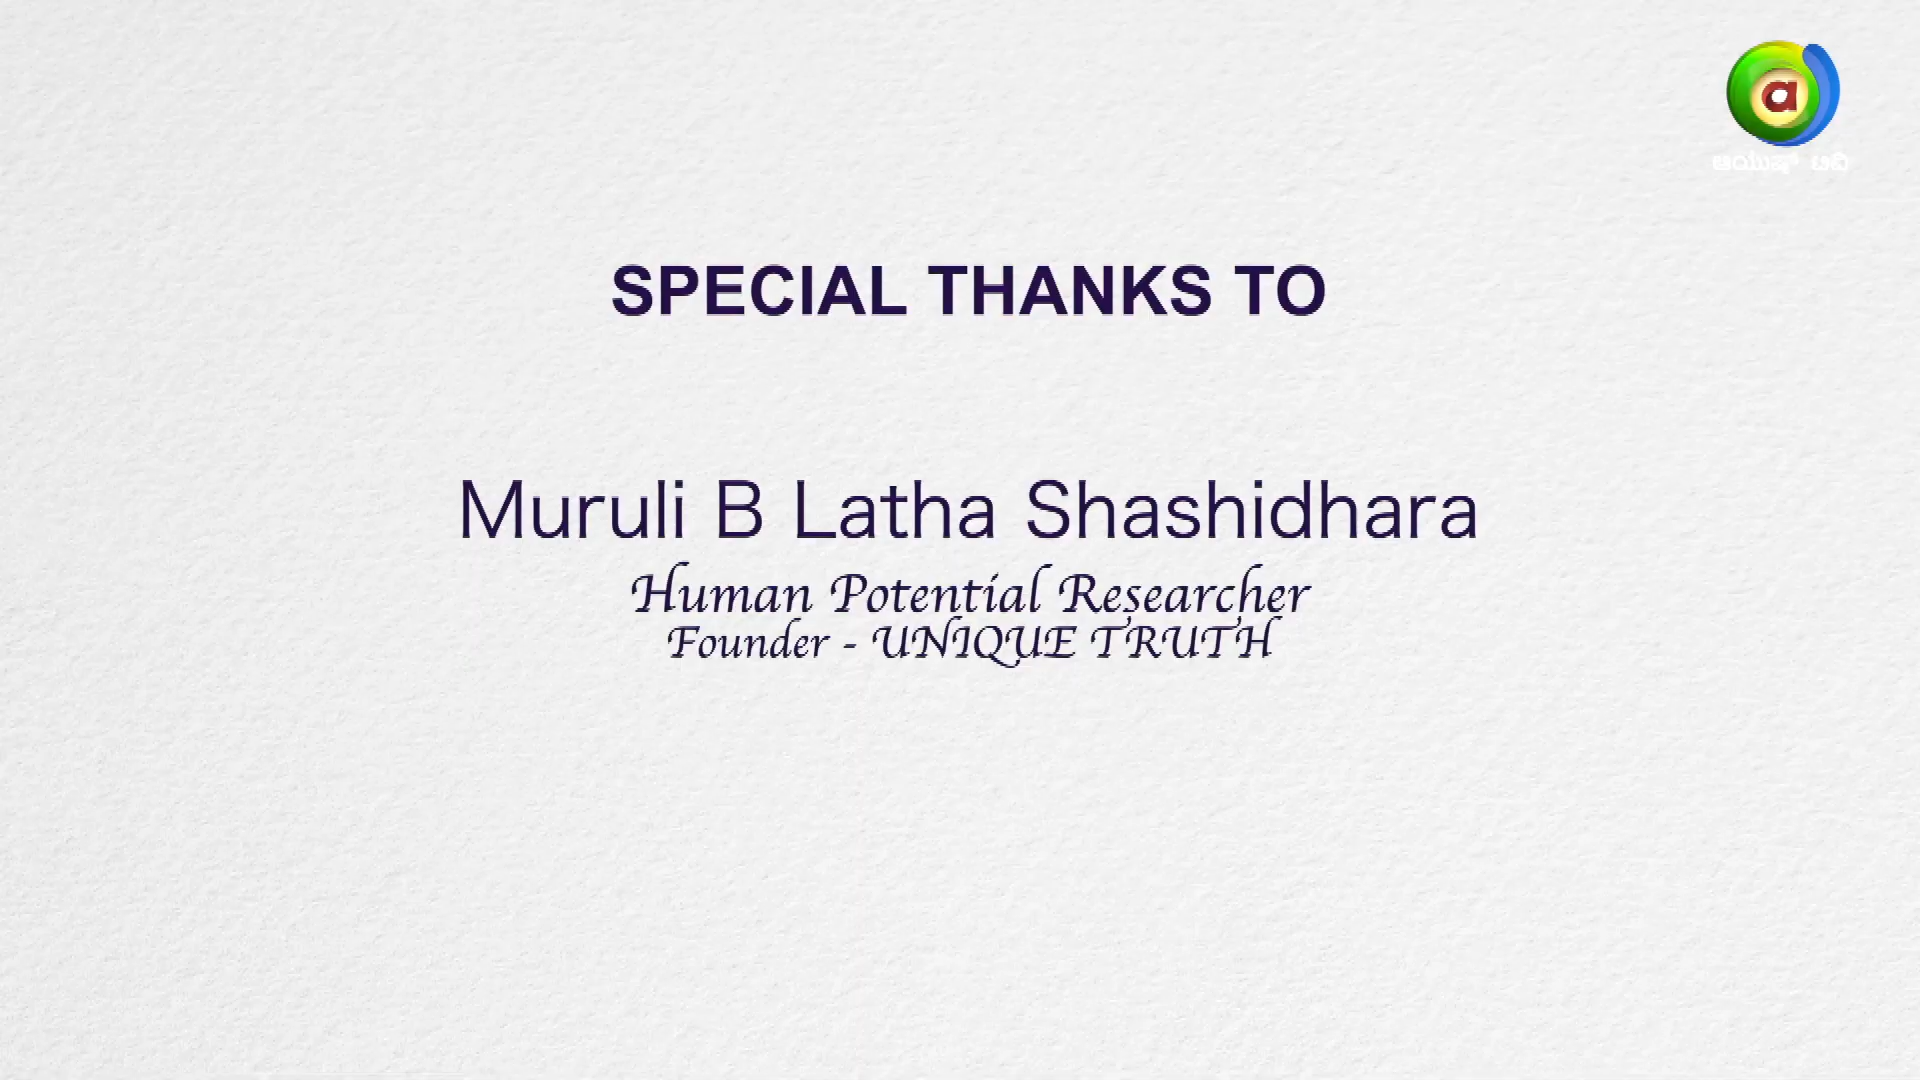 a
SPECIAL THANKS TO
Muruli B Latha Shashidhara
Human Potential Researcher
Founder - UNIQUE TRUTH